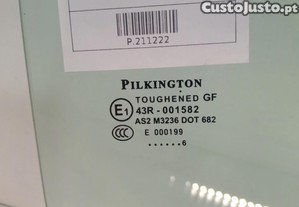 CustoJusto.pt
P.211222
PILKINGTON
TOUGHENED GF
E1 43R - 001582
AS2 M3236 DOT 682
CCC E 000199
......6